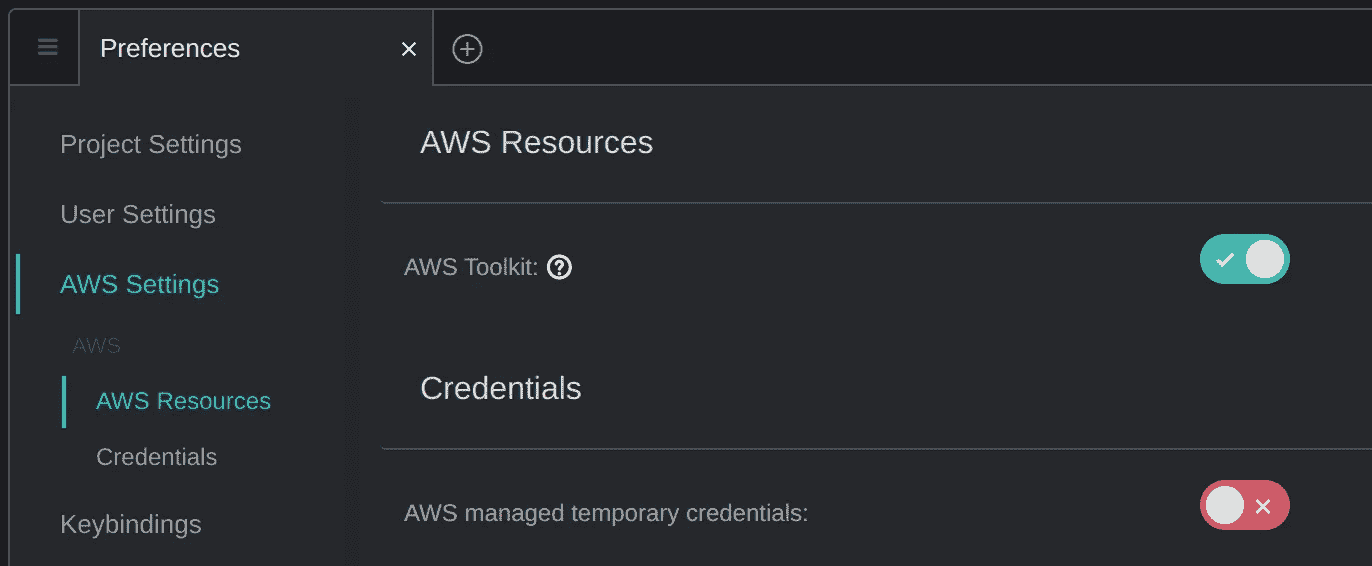 Preferences
Project Settings
User Settings
AWS Settings
AWS
AWS Resources
Credentials
Keybindings
AWS Resources
AWS Toolkit:
Credentials
AWS managed temporary credentials: